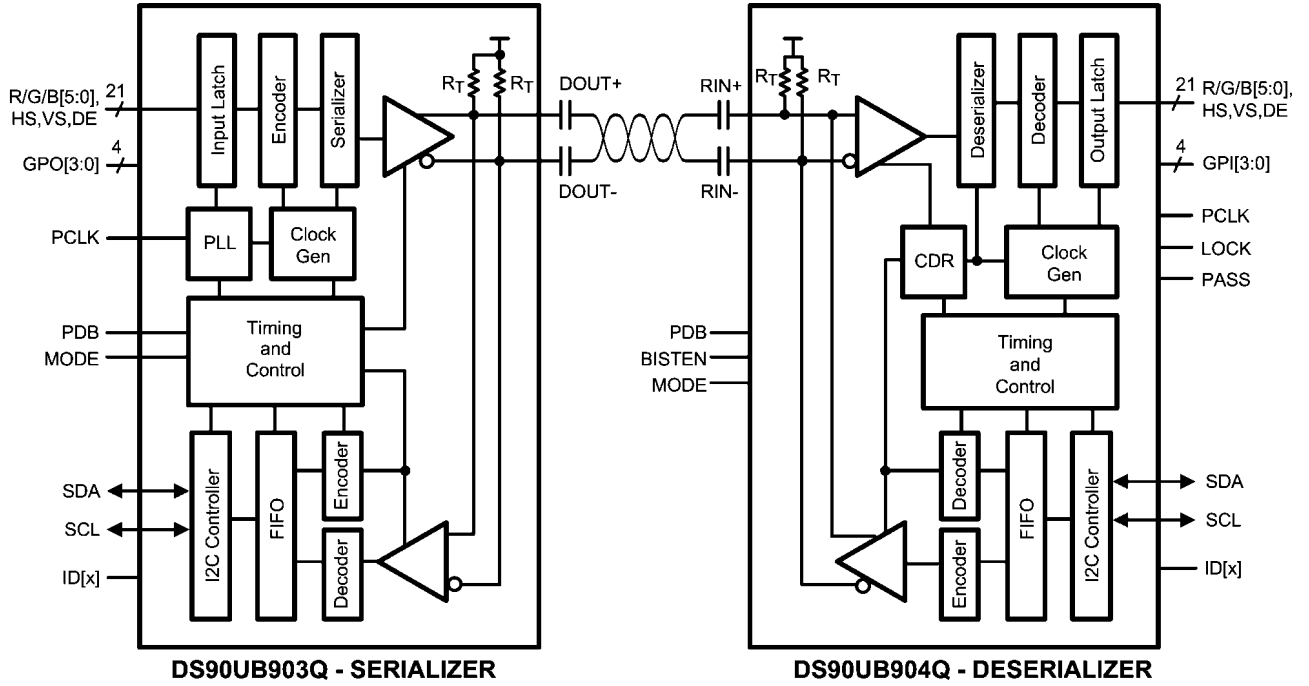 R/G/B[5:0],
HS,VS,DE
21
GPO[3:0]
4
PCLK
PDB
MODE
SDA
SCL
ID[x]
Input Latch
Encoder
Serializer
PLL
Clock
Gen
Timing
and
Control
I2C Controller
FIFO
Encoder
Decoder
RT
RT
DOUT+
DOUT-
RIN+
RIN-
RT
RT
PDB
BISTEN
MODE
Deserializer
Decoder
Output Latch
CDR
Clock
Gen
Timing
and
Control
Decoder
Encoder
FIFO
I2C Controller
21
R/G/B[5:0],
HS,VS,DE
4
GPI[3:0]
PCLK
LOCK
PASS
SDA
SCL
ID[x]
DS90UB903Q - SERIALIZER
DS90UB904Q - DESERIALIZER